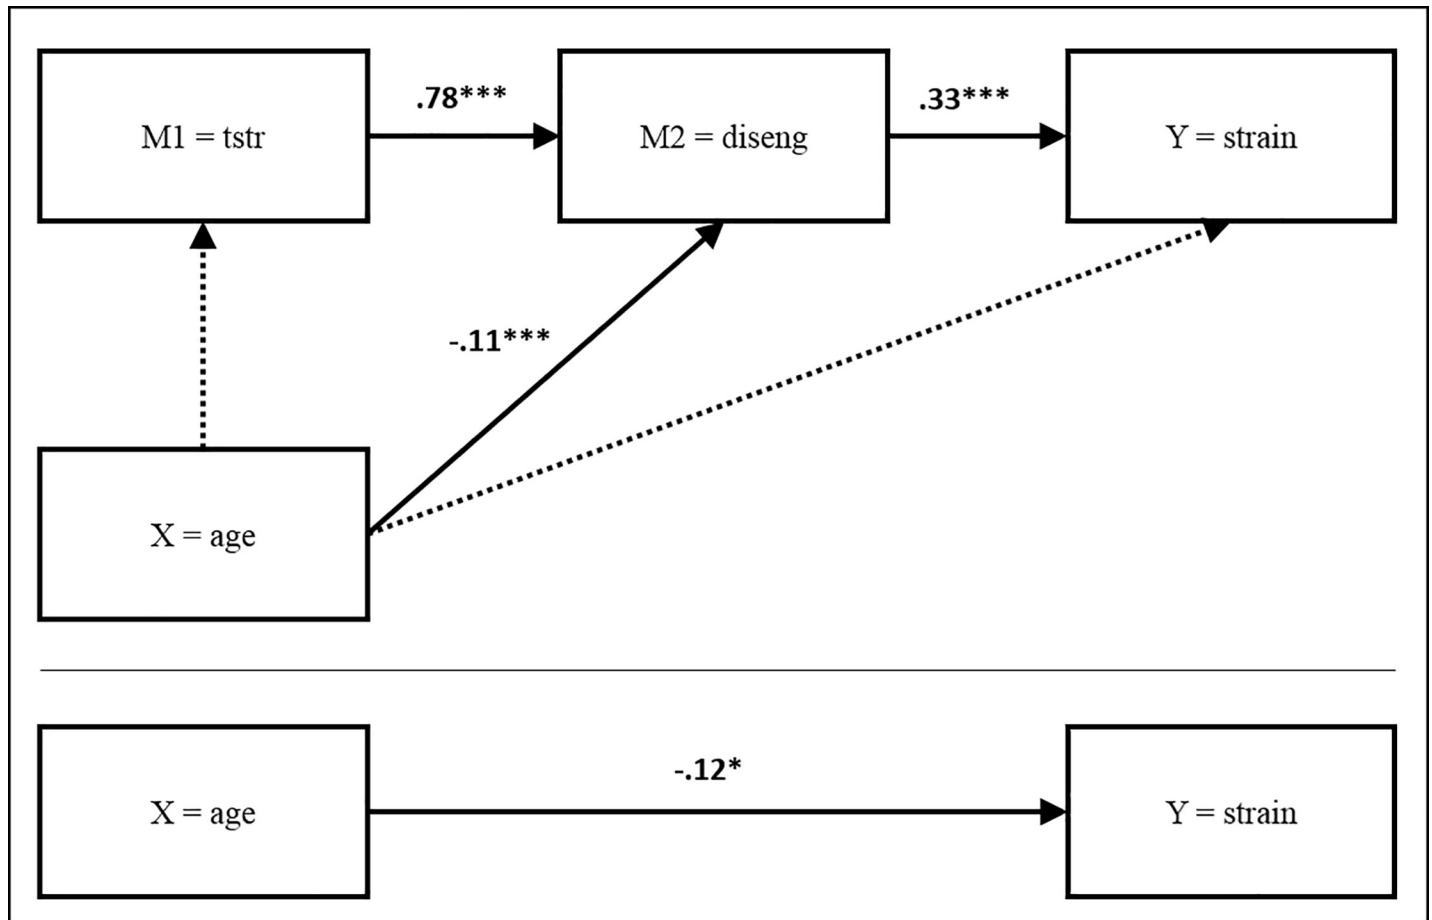 .78***
.33***
M1 = tstr
M2 = diseng
Y = strain
-.11***
X = age
-.12*
X = age
Y = strain